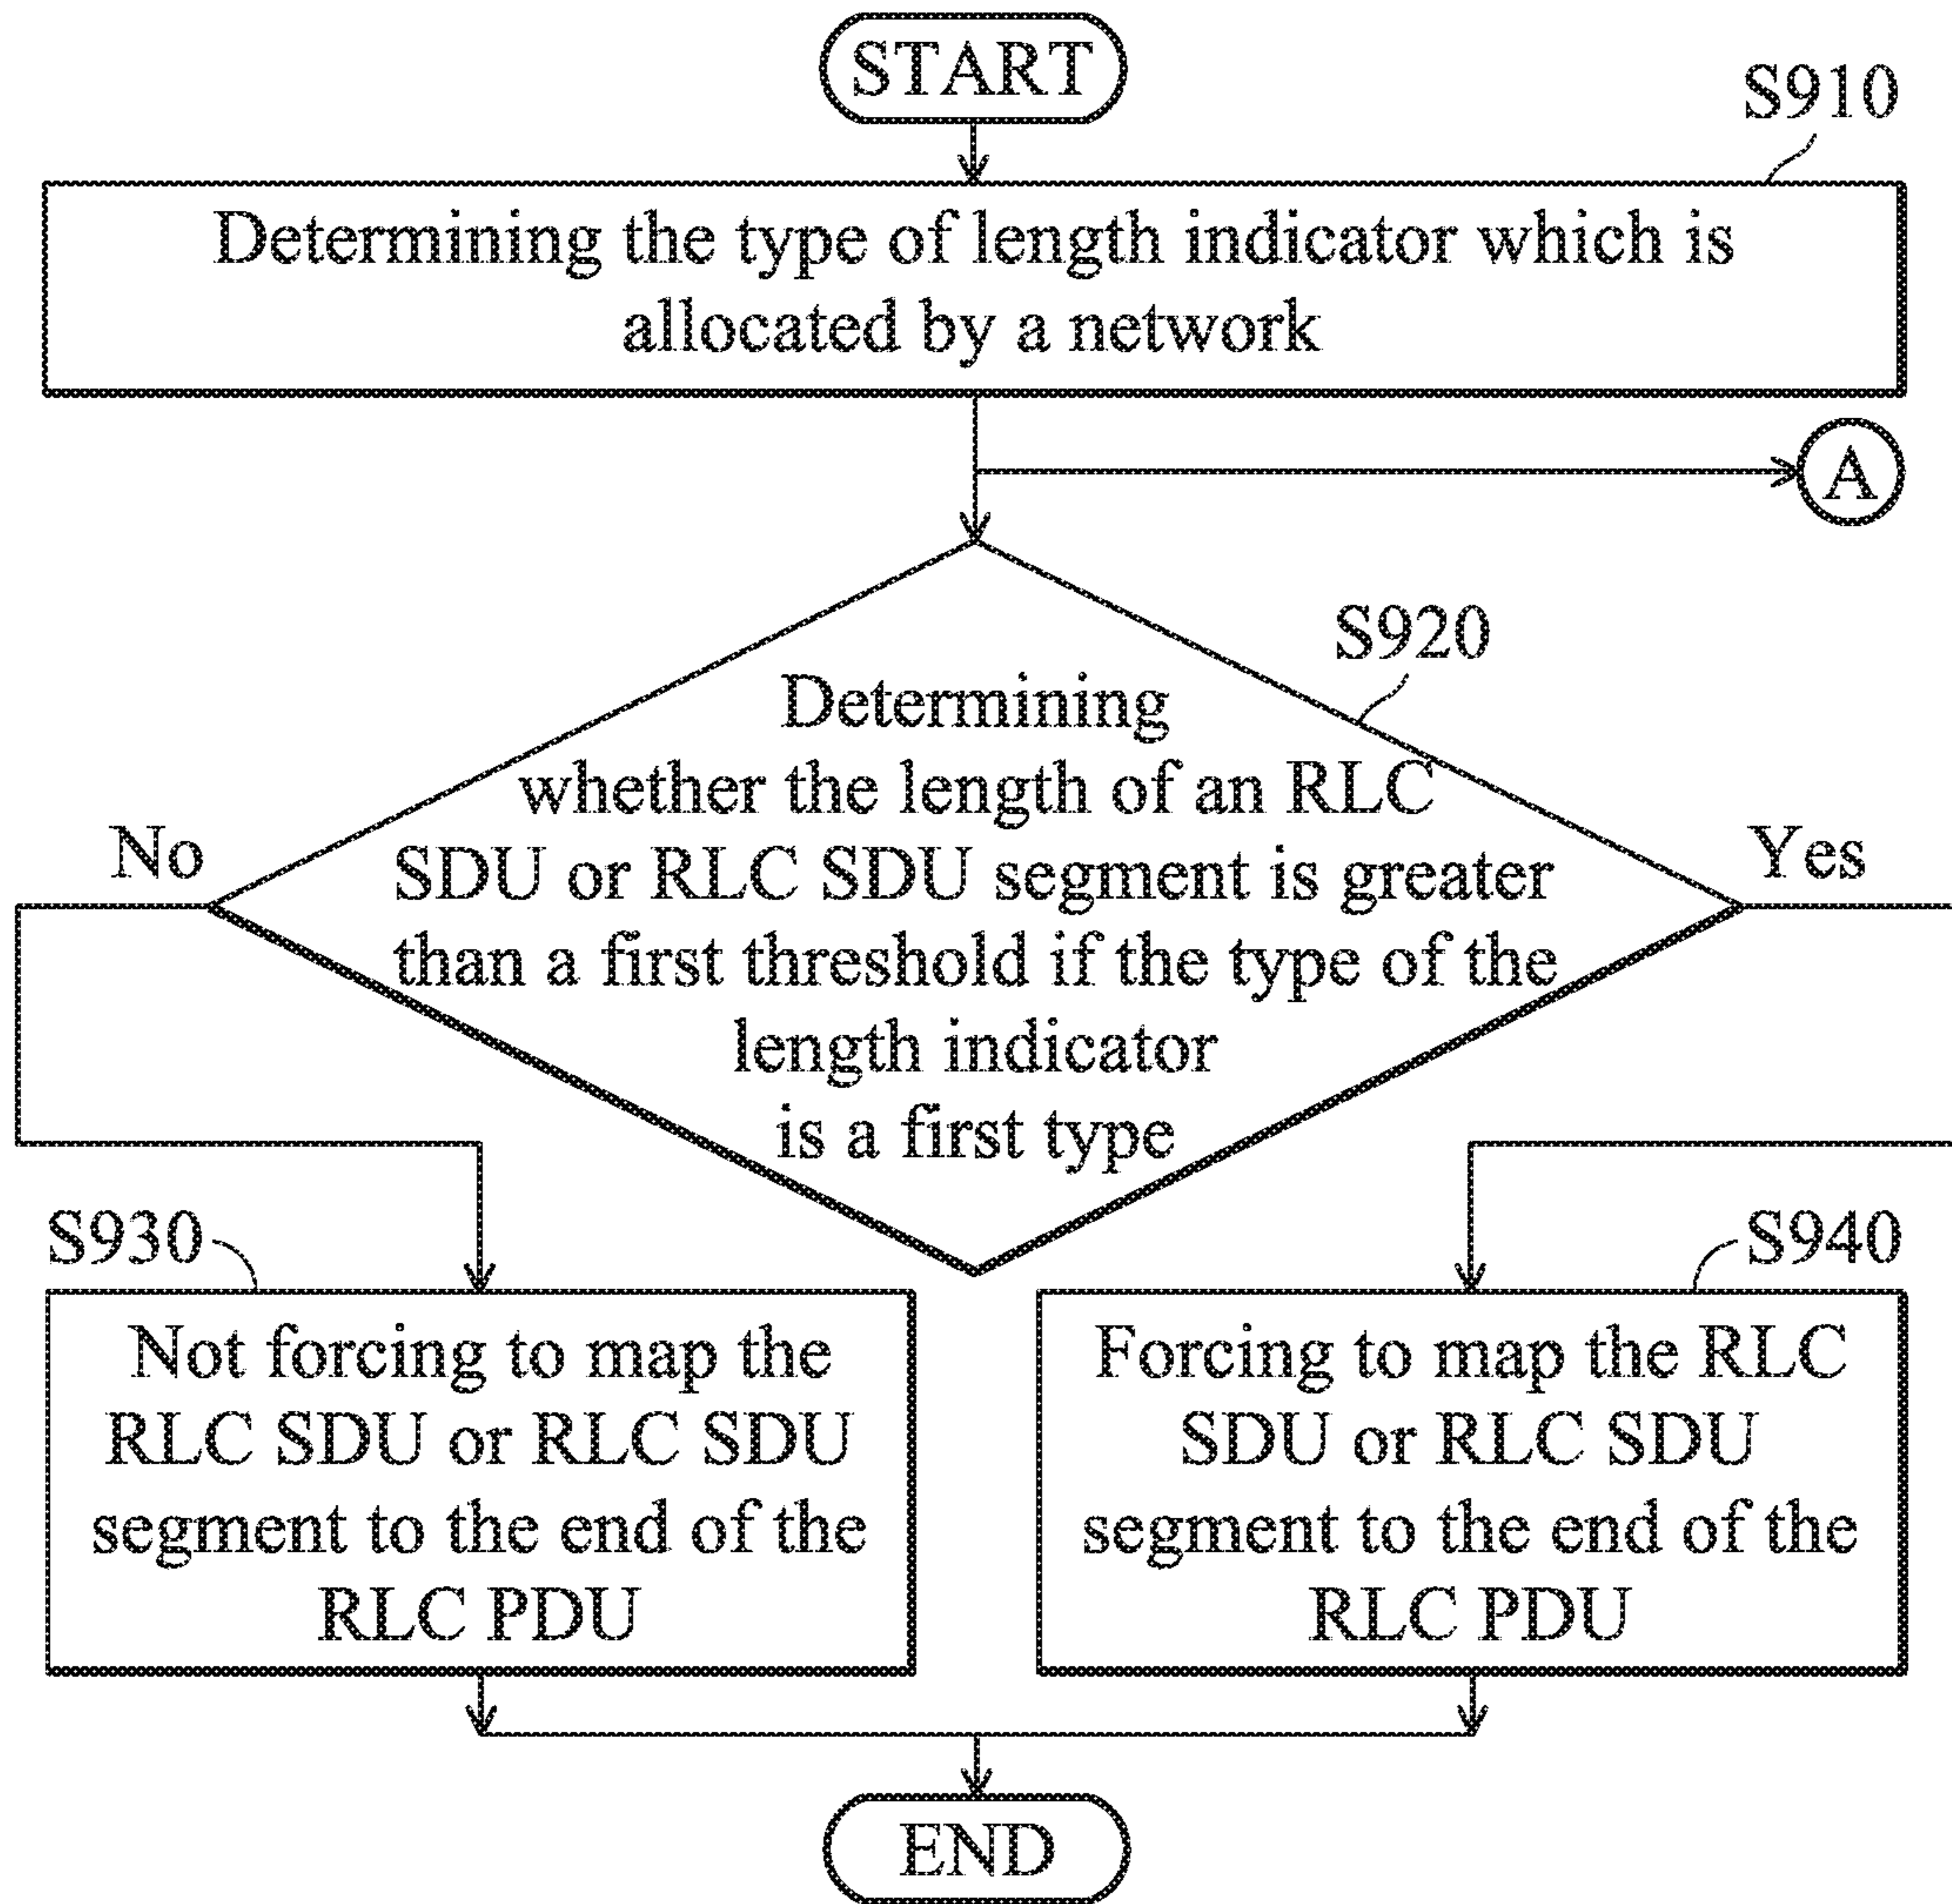 START
S910
Determining the type of length indicator which is
allocated by a network
A
S920
Determining
whether the length of an RLC
SDU or RLC SDU segment is greater
than a first threshold if the type of the
length indicator
is a first type
No
Yes
S930
Not forcing to map the
RLC SDU or RLC SDU
segment to the end of the
RLC PDU
S940
Forcing to map the RLC
SDU or RLC SDU
segment to the end of the
RLC PDU
END